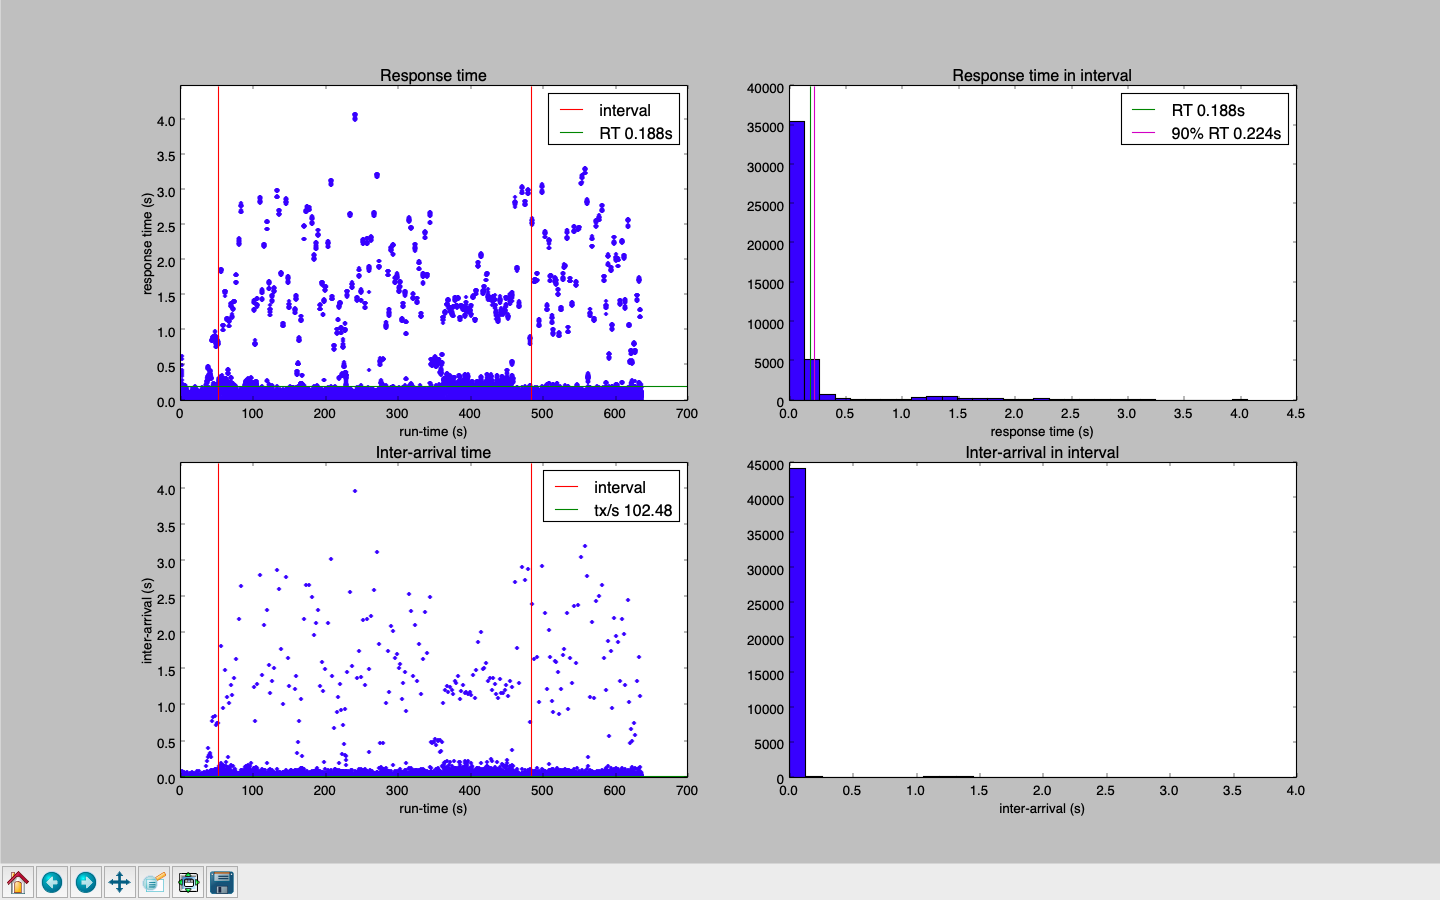 Response time
interval
RT 0.188s
response time (s)
4.0
3.5
3.0
2.5
2.0
1.5
1.0
0.5
0.0
0 100 200 300 400 500 600 700
run-time (s)
Response time in interval
RT 0.188s
90% RT 0.224s
40000
35000
30000
25000
20000
15000
10000
5000
0
0.0 0.5 1.0 1.5 2.0 2.5 3.0 3.5 4.0 4.5
response time (s)
Inter-arrival time
interval
tx/s 102.48
inter-arrival (s)
4.0
3.5
3.0
2.5
2.0
1.5
1.0
0.5
0.0
0 100 200 300 400 500 600 700
run-time (s)
Inter-arrival in interval
45000
40000
35000
30000
25000
20000
15000
10000
5000
0
0.0 0.5 1.0 1.5 2.0 2.5 3.0 3.5 4.0
inter-arrival (s)